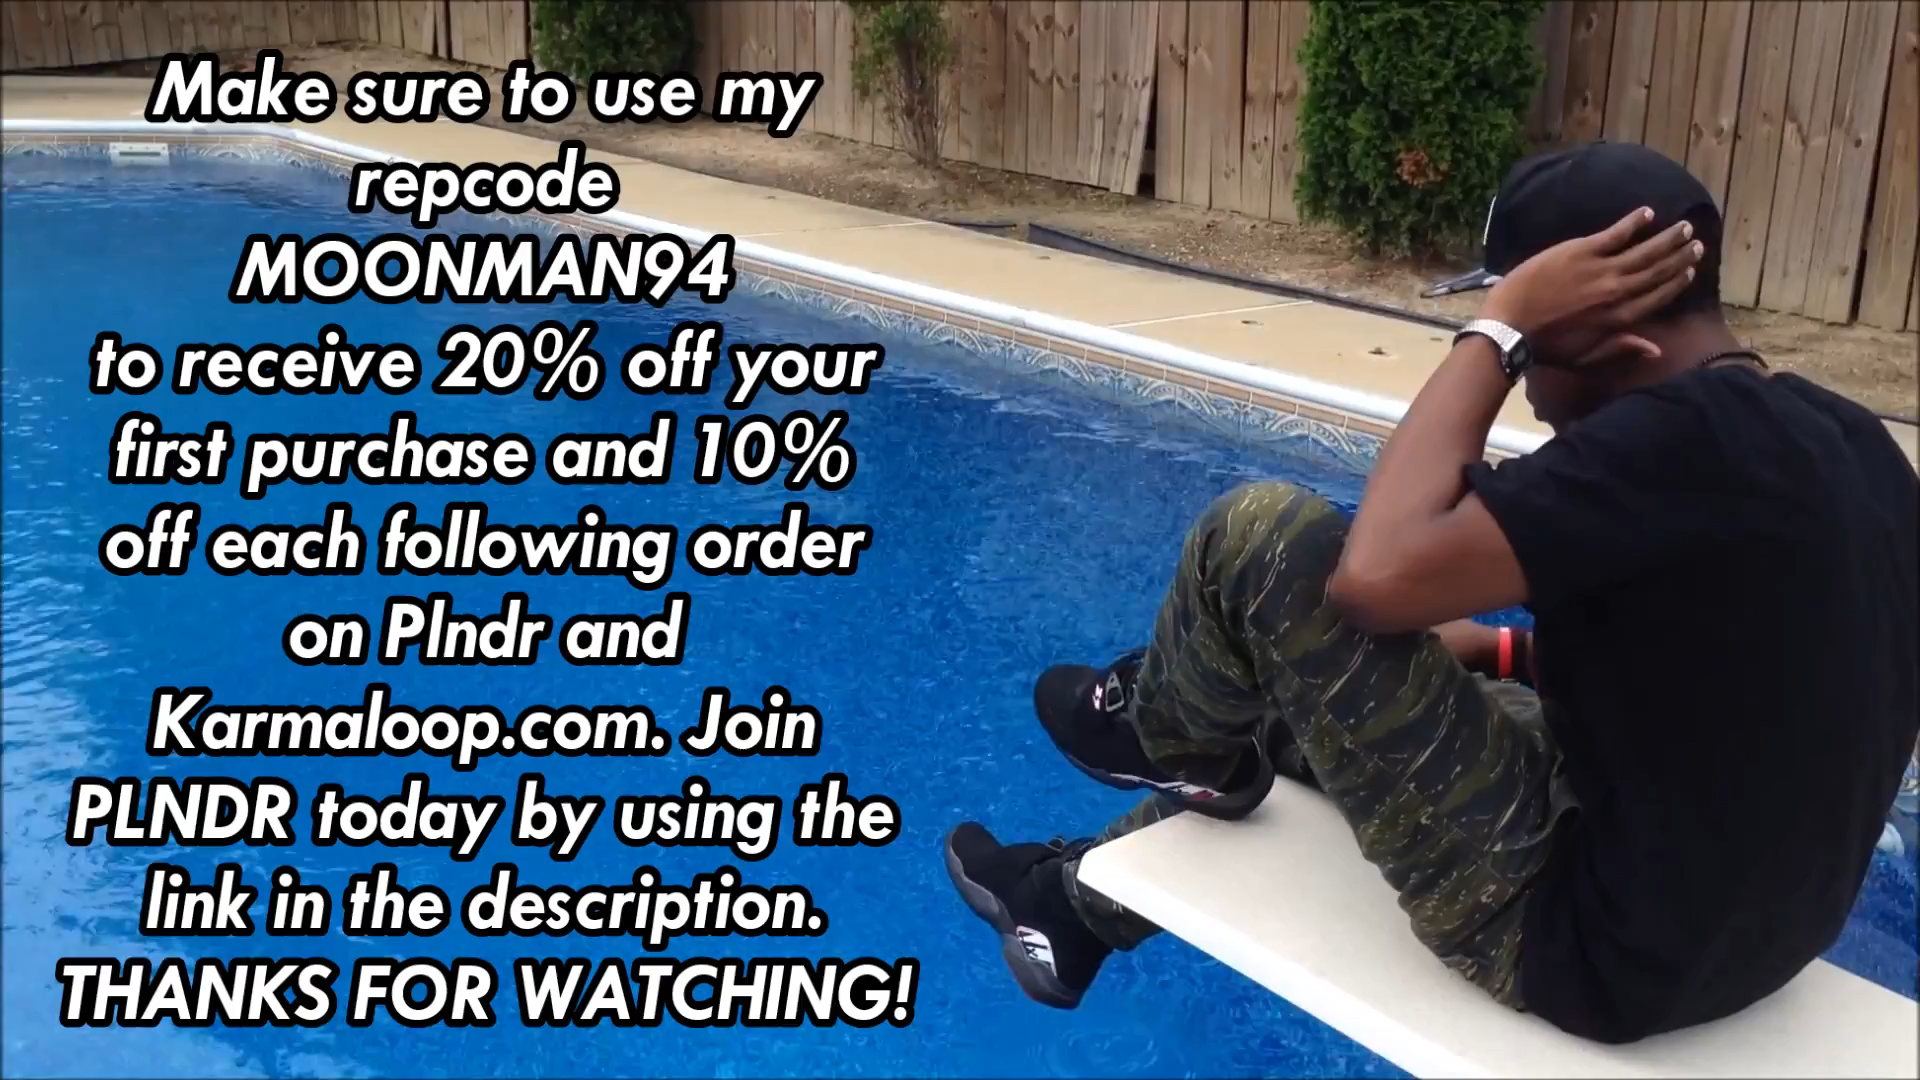 Make sure to use my
repcode
MOONMAN94
to receive 20% off your
first purchase and 10%
off each following order
on Plndr and
Karmaloop.com. Join
PLNDR today by using the
link in the description.
THANKS FOR WATCHING!